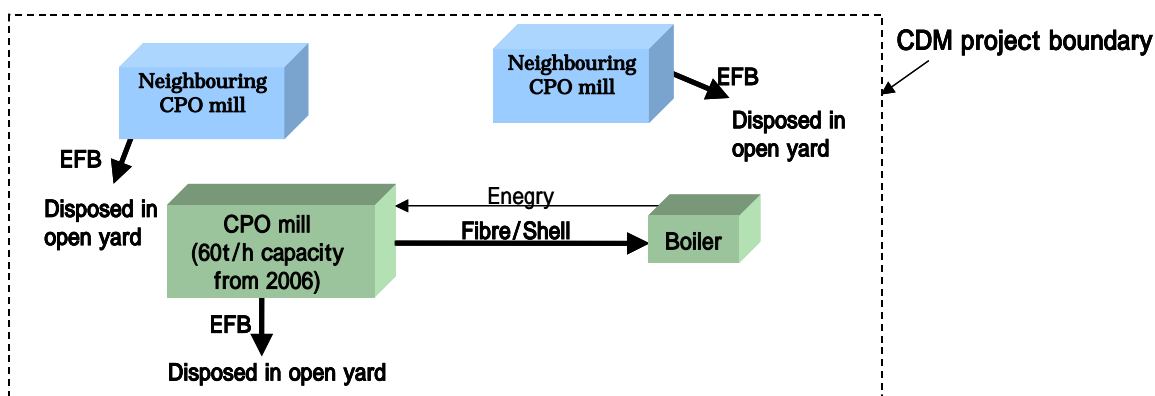 CDM project boundary
Neighbouring
CPO mill
EFB
Disposed in
open yard
Neighbouring
CPO mill
EFB
Disposed in
open yard
CPO mill
(60t/h capacity
from 2006)
Enegry
Fibre/Shell
Boiler
EFB
Disposed in open yard